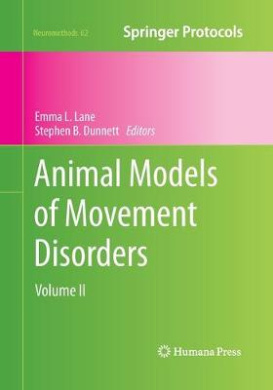 Neuromethods 62
Springer Protocols
Emma L. Lane
Stephen B. Dunnett Editors
Animal Models
of Movement
Disorders
Volume II
Humana Press